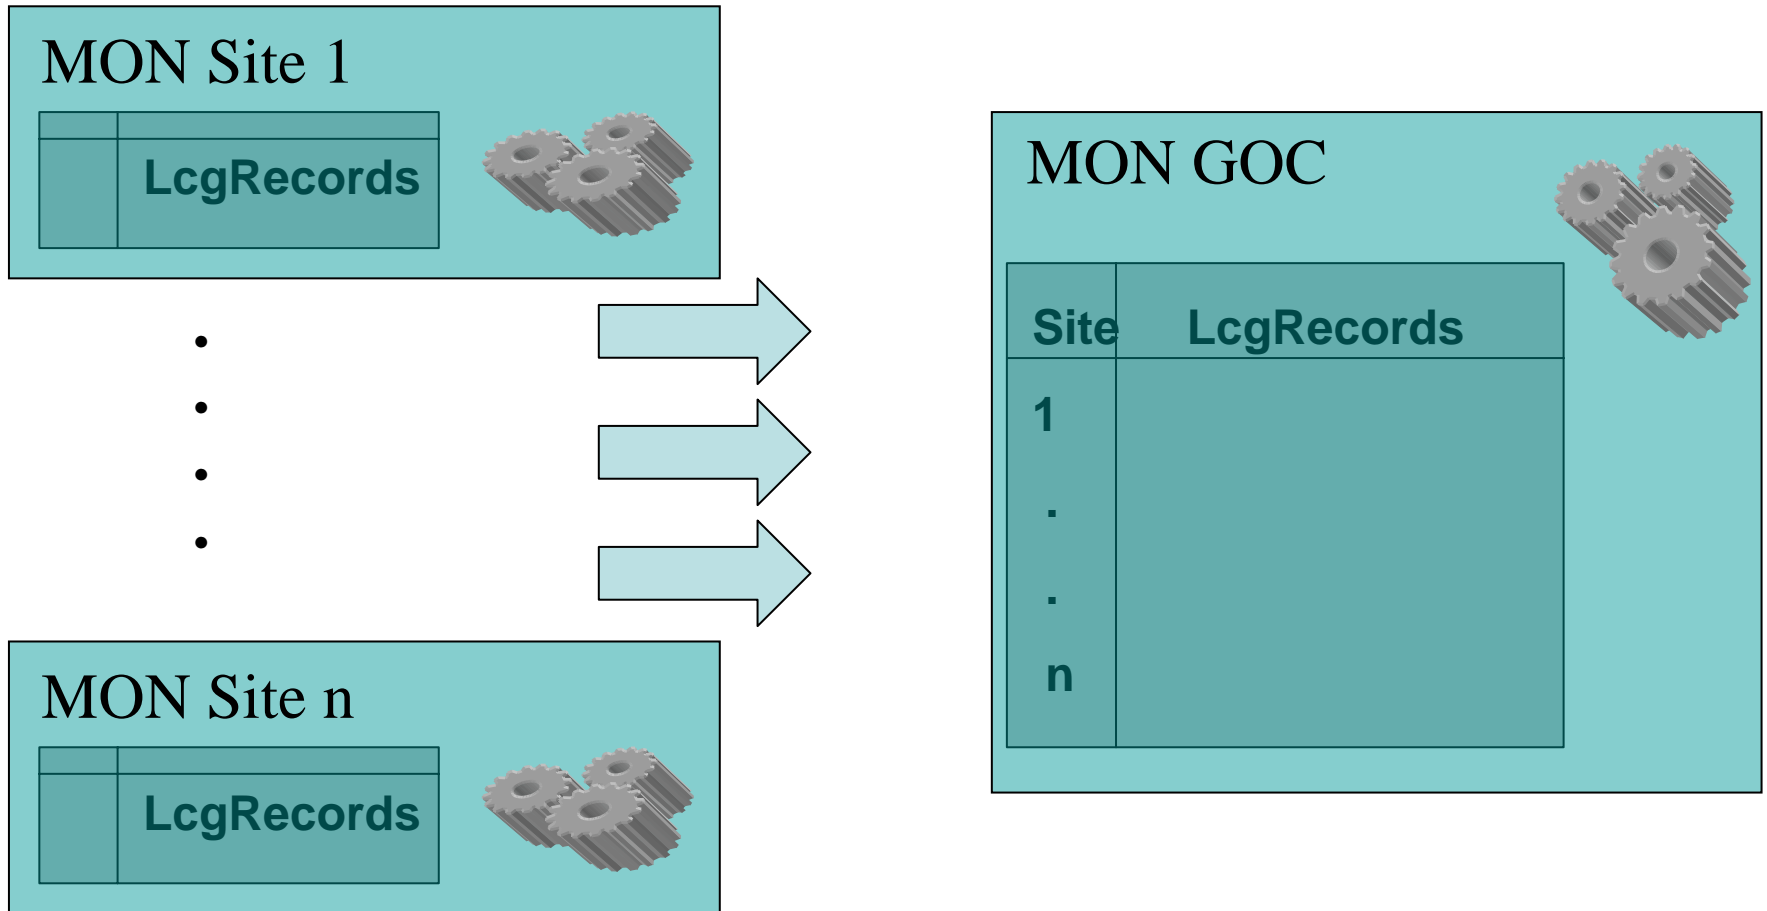 MON Site 1
LcgRecords
MON Site n
LcgRecords
MON GOC
Site LcgRecords
1
.
.
n